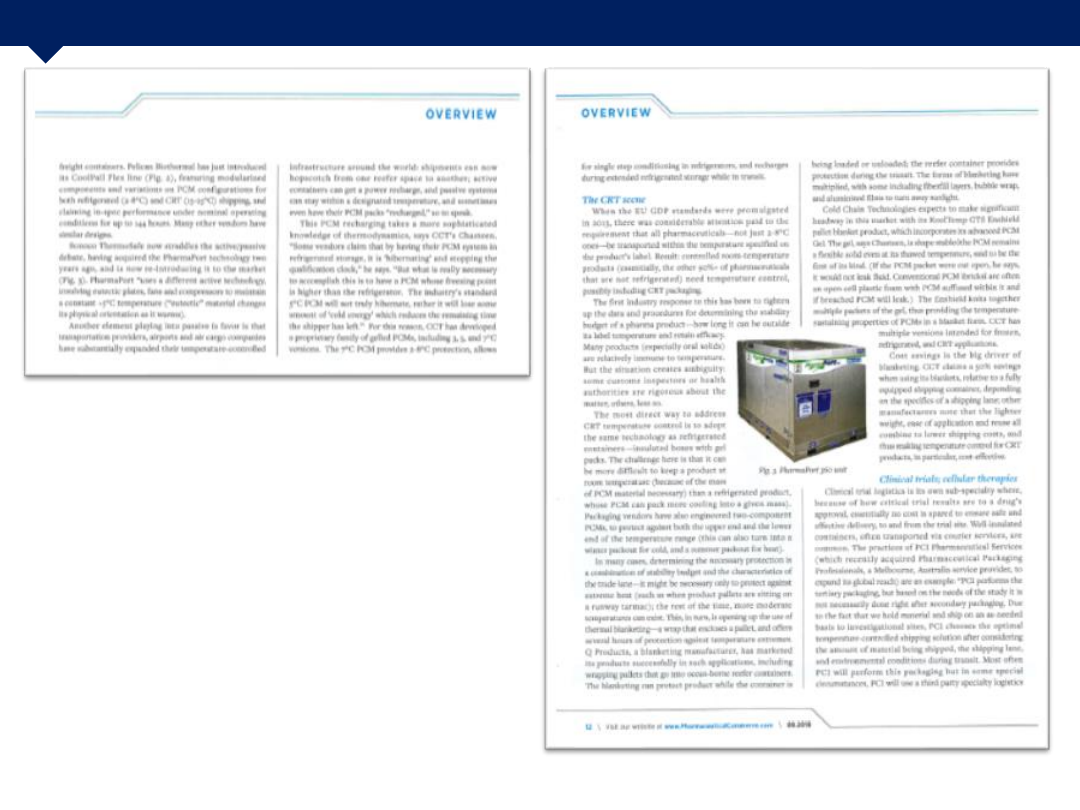 OVERVIEW
freight containers. Pelican Biothermal has just introduced
its CoolPall Flex line (Fig. 2), featuring modularized
components and variations on PCM configurations for
both refrigerated (2-8°C) and CRT (15-25°C) shipping, and
claiming in-spec performance under nominal operating
conditions for up to 144 hours. Many other vendors have
similar designs.
Sonoco Thermosafe now straddles the active/passive
debate, having acquired the PharmaPort technology two
years ago, and is now re-introducing it to the market
(Fig. 3). PharmaPort "uses a different active technology,
involving eutectic plates, fans and compressors to maintain
a constant -5°C temperature ("eutectic" material changes
its physical orientation as it warms).
Another element playing into passive is favor is that
transportation providers, airports and air cargo companies
have substantially expanded their temperature-controlled
infrastructure around the world: shipments can now
hopscotch from one reefer space to another; active
containers can get a power recharge, and passive systems
can stay within a designated temperature, and sometimes
even have their PCM packs "recharged," so to speak.
This PCM recharging takes a more sophisticated
knowledge of thermodynamics, says CCT's Chasteen.
"Some vendors claim that by having their PCM system in
refrigerated storage, it is 'hibernating' and stopping the
qualification clock," he says. "But what is really necessary
to accomplish this is to have a PCM whose freezing point
is higher than the refrigerator. The industry's standard
5°C PCM will not truly hibernate, rather it will lose some
amount of 'cold energy' which reduces the remaining time
the shipper has left." For this reason, CCT has developed
a proprietary family of gelled PCMs, including 3, 5, and 7°C
versions. The 7°C PCM provides 2-8°C protection, allows
OVERVIEW
for single step conditioning in refrigerators, and recharges
during extended refrigerated storage while in transit.
The CRT scene
When the EU GDP standards were promulgated
in 2013, there was considerable attention paid to the
requirement that all pharmaceuticals—not just 2-8°C
ones—be transported within the temperature specified on
the product's label. Result: controlled room-temperature
products (essentially, the other 90%+ of pharmaceuticals
that are not refrigerated) need temperature control,
possibly including CRT packaging.
The first industry response to this has been to tighten
up the data and procedures for determining the stability
budget of a pharma product—how long it can be outside
its label temperature and retain efficacy.
Many products (especially oral solids)
are relatively immune to temperature.
But the situation creates ambiguity:
some customs inspectors or health
authorities are rigorous about the
matter, others, less so.
The most direct way to address
CRT temperature control is to adopt
the same technology as refrigerated
containers—insulated boxes with gel
packs. The challenge here is that it can
be more difficult to keep a product at
room temperature (because of the mass
of PCM material necessary) than a refrigerated product,
whose PCM can pack more cooling into a given mass).
Packaging vendors have also engineered two-component
PCMs, to protect against both the upper end and the lower
end of the temperature range (this can also turn into a
winter packout for cold, and a summer packout for heat).
In many cases, determining the necessary protection is
a combination of stability budget and the characteristics of
the trade lane—it might be necessary only to protect against
extreme heat (such as when product pallets are sitting on
a runway tarmac); the rest of the time, more moderate
temperatures can exist. This, in turn, is opening up the use of
thermal blanketing—a wrap that encloses a pallet, and offers
several hours of protection against temperature extremes.
Q Products, a blanketing manufacturer, has marketed
its products successfully in such applications, including
wrapping pallets that go into ocean-borne reefer containers.
The blanketing can protect product while the container is
Fig. 3. PharmaPort 360 unit
being loaded or unloaded; the reefer container provides
protection during the transit. The forms of blanketing have
multiplied, with some including fiberfill layers, bubble wrap,
and aluminized films to turn away sunlight.
Cold Chain Technologies expects to make significant
headway in this market with its KoolTemp GTS Enshield
pallet blanket product, which incorporates its advanced PCM
Gel. The gel, says Chasteen, is shape stable(the PCM remains
a flexible solid even at its thawed temperature, said to be the
first of its kind. (If the PCM packet were cut open, he says,
it would not leak fluid. Conventional PCM thermal are often
an open cell plastic foam with PCM suffused within it and
if breached PCM will leak.) The Enshield knits together
multiple packets of the gel, thus providing the temperature-
sustaining properties of PCMs in a blanket form. CCT has
multiple versions intended for frozen,
refrigerated, and CRT applications.
Cost savings is the big driver of
blanketing. CCT claims a 50% savings
when using its blankets, relative to a fully
equipped shipping container, depending
on the specifics of a shipping lane; other
manufacturers note that the lighter
weight, ease of application and reuse all
combine to lower shipping costs, and
thus making temperature control for CRT
products, in particular, cost-effective.
Clinical trials; cellular therapies
Clinical trial logistics is its own sub-specialty where,
because of how critical trial results are to a drug's
approval, essentially no cost is spared to ensure safe and
effective delivery, to and from the trial site. Well-insulated
containers, often transported via courier services, are
common. The practices of PCI Pharmaceutical Services
(which recently acquired Pharmaceutical Packaging
Professionals, a Melbourne, Australia service provider, to
expand its global reach) are an example. "PCI performs the
tertiary packaging, but based on the needs of the study it is
not necessarily done right after secondary packaging. Due
to the fact that we hold material and ship on an as-needed
basis to investigational sites, PCI chooses the optimal
temperature-controlled shipping solution after considering
the amount of material being shipped, the shipping lane,
and environmental conditions during transit. Most often
PCI will perform this packaging but in some special
circumstances, PCI will use a third party specialty logistics
12 \ Visit our website at www.PharmaceuticalCommerce.com \ 08.2018